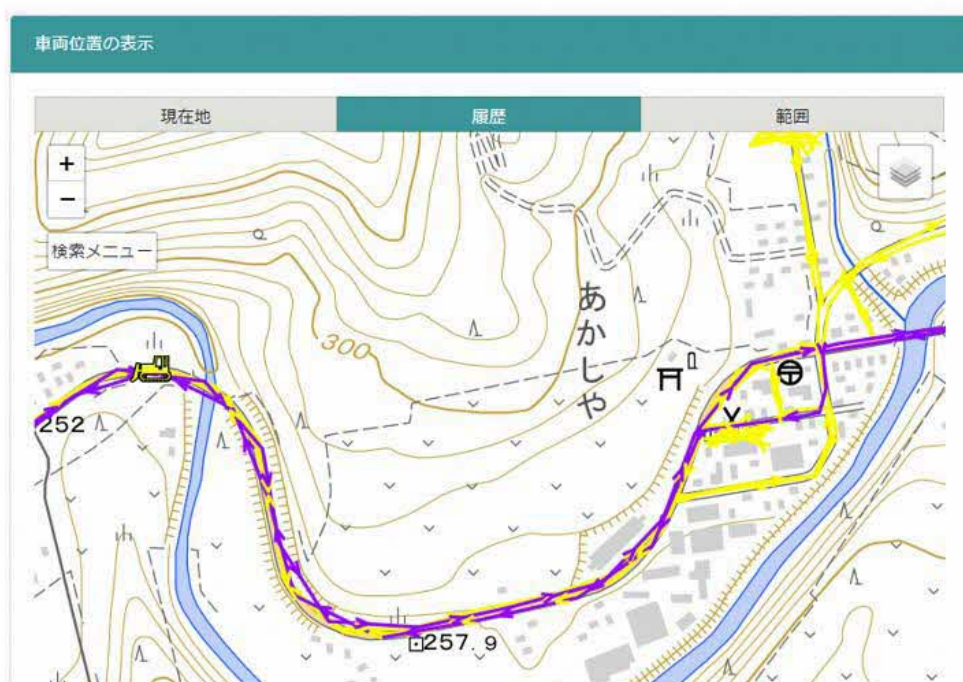 車両位置の表示
現在地
履歴
範囲
+
−
検索メニュー
300
あかしや
252
257.9